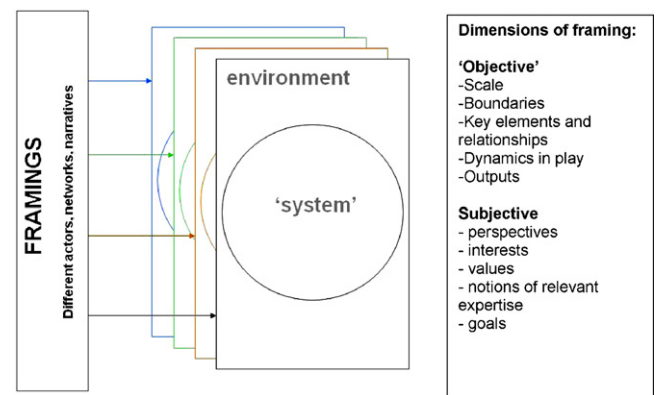 FRAMINGS
Different actors, networks, narratives
environment
‘system’
Dimensions of framing:
‘Objective’
-Scale
-Boundaries
-Key elements and
relationships
-Dynamics in play
-Outputs
Subjective
- perspectives
- interests
- values
- notions of relevant
expertise
- goals